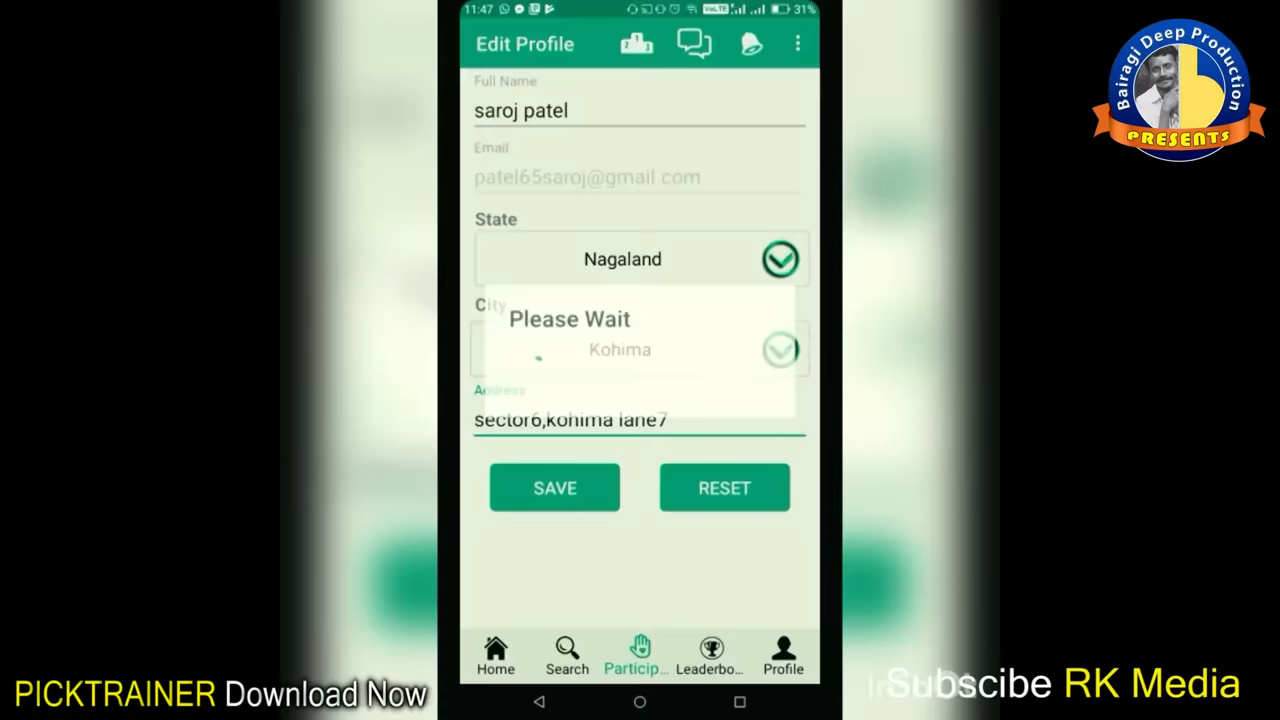 11:47
VoLTE
31%
Edit Profile
Full Name
saroj patel
Email
patel65saroj@gmail.com
State
Nagaland
City
Please Wait
Kohima
Address
sector6,kohima lane7
SAVE
RESET
Home
Search
Particip...
Leaderbo...
Profile
Bairagi Deep Production
PRESENTS
PICKTRAINER Download Now
Subscibe RK Media